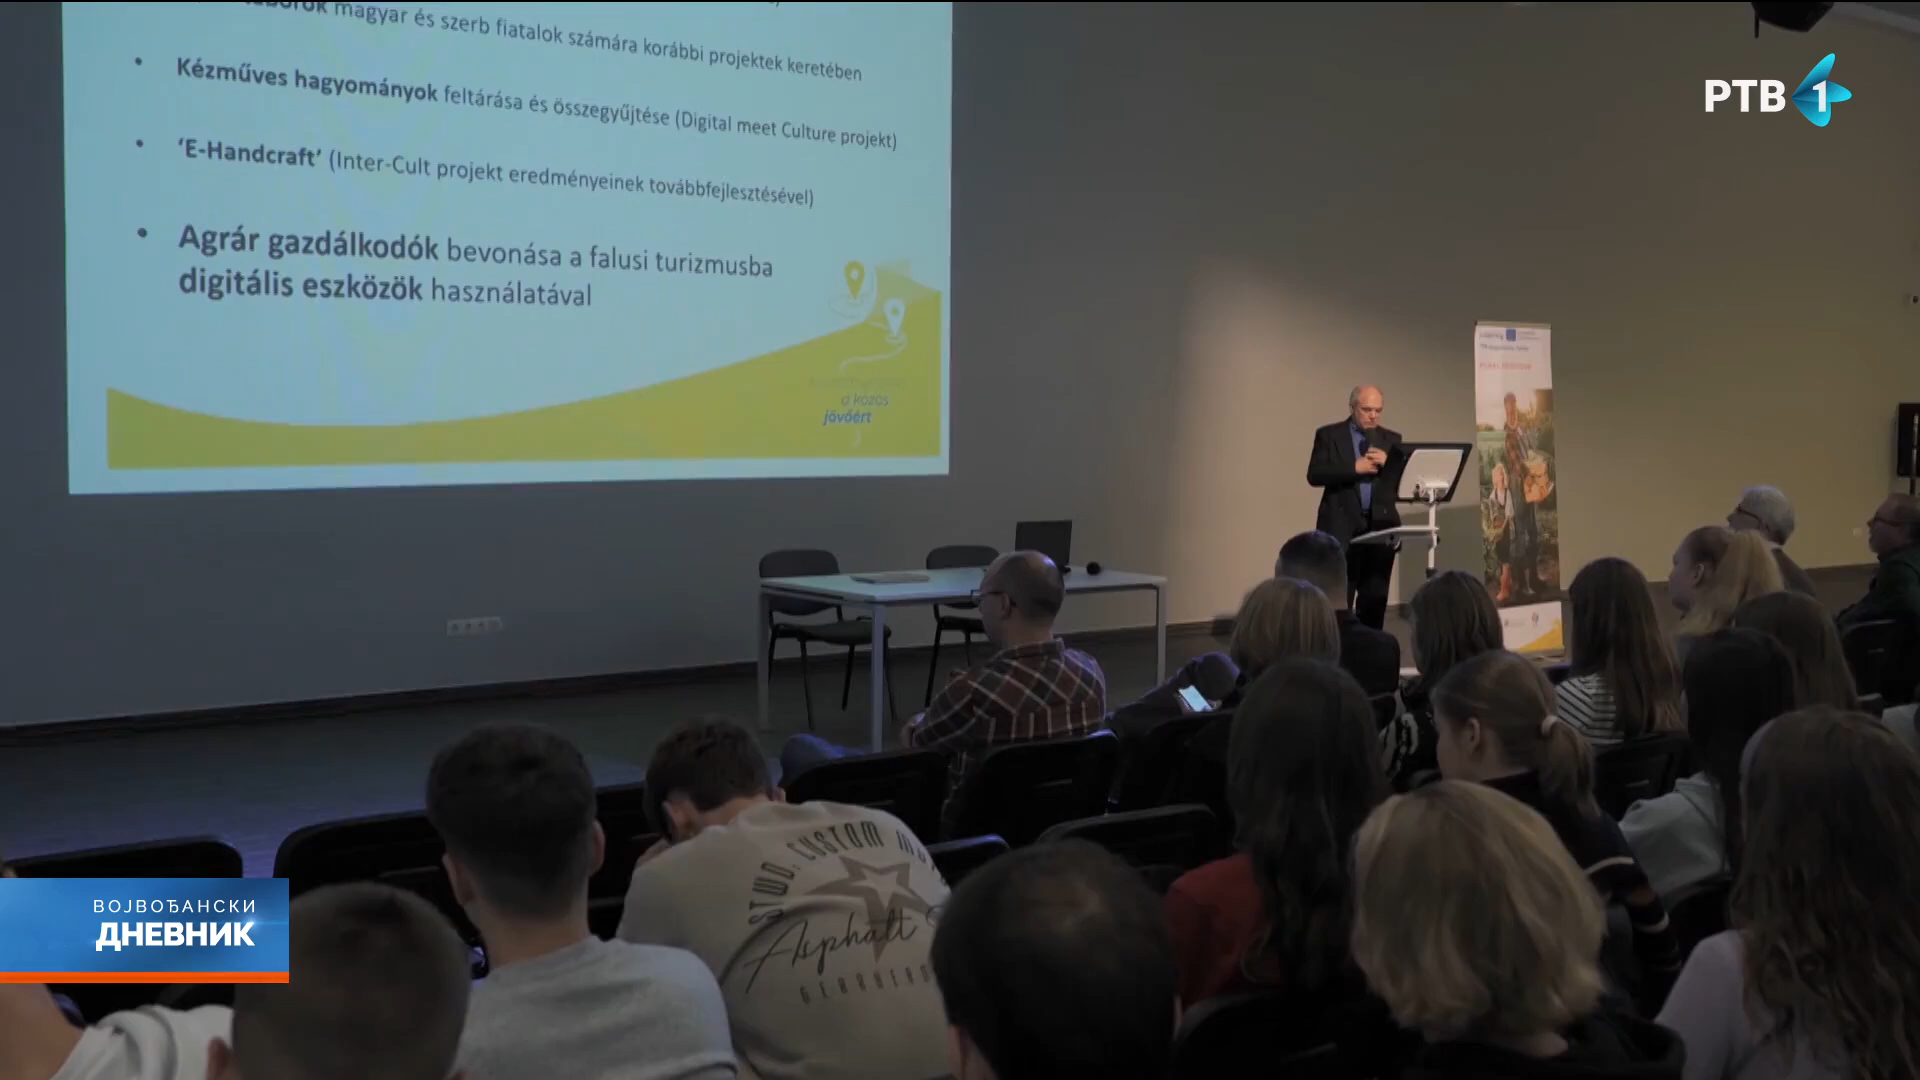 magyar és szerb fiatalok számára korábbi projektek keretében
• Kézműves hagyományok feltárása és összegyűjtése (Digital meet Culture projekt)
• ‘E-Handcraft’ (Inter-Cult projekt eredményeinek továbbfejlesztésével)
• Agrár gazdálkodók bevonása a falusi turizmusba
digitális eszközök használatával
a közös
jövőért
РТВ 1
STWD. CUSTOM
Asphalt
ВОЈВОЂАНСКИ
ДНЕВНИК